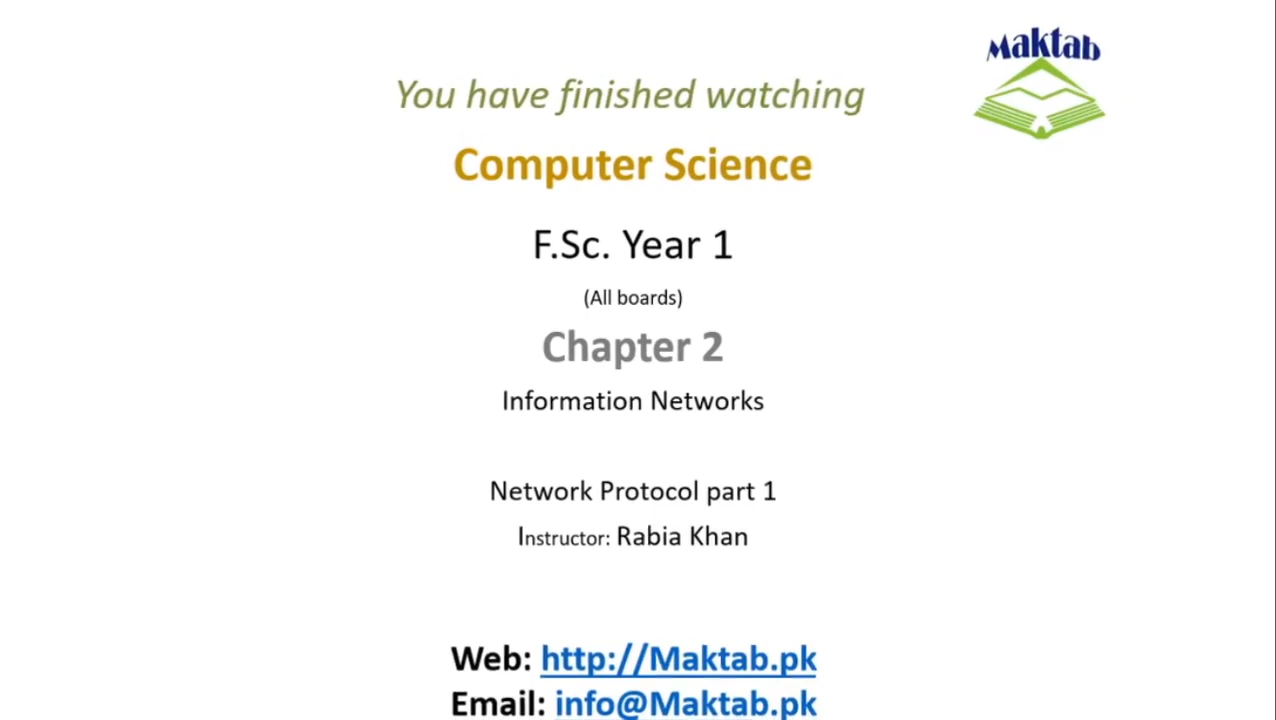 Maktab
You have finished watching
Computer Science
F.Sc. Year 1
(All boards)
Chapter 2
Information Networks
Network Protocol part 1
Instructor: Rabia Khan
Web: http://Maktab.pk
Email: info@Maktab.pk